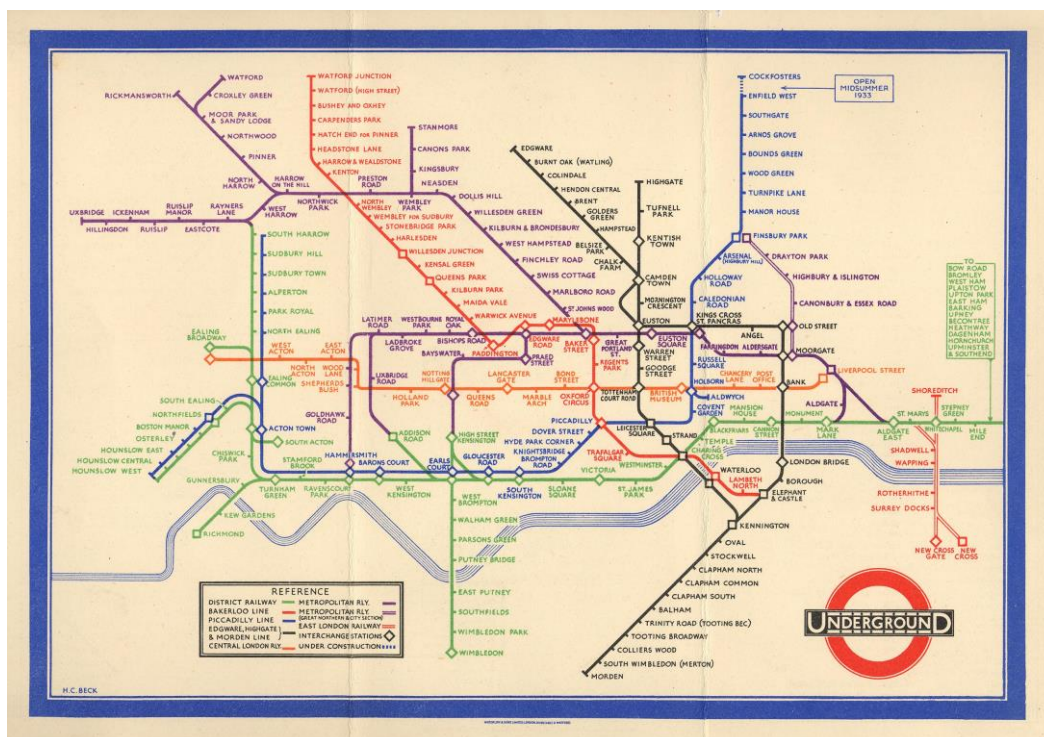 WATFORD
RICKMANSWORTH
CROXLEY GREEN
MOOR PARK
& SANDY LODGE
NORTHWOOD
PINNER
NORTH
HARROW
HARROW
ON THE HILL
WEST
HARROW
RAYNERS
LANE
EASTCOTE
RUISLIP
MANOR
RUISLIP
ICKENHAM
HILLINGDON
UXBRIDGE
NORTHWICK
PARK
PRESTON
ROAD
WEMBLEY
PARK
STANMORE
CANONS PARK
KINGSBURY
NEASDEN
DOLLIS HILL
WILLESDEN GREEN
KILBURN & BRONDESBURY
WEST HAMPSTEAD
FINCHLEY ROAD
SWISS COTTAGE
MARLBORO ROAD
ST JOHNS WOOD
WATFORD JUNCTION
WATFORD (HIGH STREET)
BUSHEY AND OXHEY
CARPENDERS PARK
HATCH END FOR PINNER
HEADSTONE LANE
HARROW & WEALDSTONE
KENTON
NORTH
WEMBLEY
WEMBLEY FOR SUDBURY
STONEBRIDGE PARK
HARLESDEN
WILLESDEN JUNCTION
KENSAL GREEN
QUEENS PARK
KILBURN PARK
MAIDA VALE
WARWICK AVENUE
PADDINGTON
EDGWARE
ROAD
MARYLEBONE
BAKER
STREET
REGENTS
PARK
OXFORD
CIRCUS
PICCADILLY
TRAFALGAR
SQUARE
CHARING
CROSS
WATERLOO
LAMBETH
NORTH
ELEPHANT
& CASTLE
EDGWARE
BURNT OAK (WATLING)
COLINDALE
HENDON CENTRAL
BRENT
GOLDERS
GREEN
HAMPSTEAD
BELSIZE
PARK
CHALK
FARM
HIGHGATE
TUFNELL
PARK
KENTISH
TOWN
CAMDEN
TOWN
MORNINGTON
CRESCENT
EUSTON
WARREN
STREET
GOODGE
STREET
TOTTENHAM
COURT ROAD
LEICESTER
SQUARE
STRAND
COCKFOSTERS
OPEN
MIDSUMMER
1933
ENFIELD WEST
SOUTHGATE
ARNOS GROVE
BOUNDS GREEN
WOOD GREEN
TURNPIKE LANE
MANOR HOUSE
FINSBURY PARK
ARSENAL
(HIGHBURY HILL)
HOLLOWAY
ROAD
CALEDONIAN
ROAD
KINGS CROSS
ST. PANCRAS
RUSSELL
SQUARE
HOLBORN
ALDWYCH
COVENT
GARDEN
DRAYTON PARK
HIGHBURY & ISLINGTON
CANONBURY & ESSEX ROAD
OLD STREET
MOORGATE
ANGEL
TO
BOW ROAD
BROMLEY
WEST HAM
PLAISTOW
UPTON PARK
EAST HAM
BARKING
UPNEY
BECONTREE
HEATHWAY
DAGENHAM
HORNCHURCH
UPMINSTER
& SOUTHEND
SOUTH HARROW
SUDBURY HILL
SUDBURY TOWN
ALPERTON
PARK ROYAL
NORTH EALING
EALING
BROADWAY
EALING
COMMON
WEST
ACTON
EAST
ACTON
NORTH
ACTON
WOOD
LANE
SHEPHERDS
BUSH
HOLLAND
PARK
NOTTING
HILL GATE
QUEENS
ROAD
LANCASTER
GATE
MARBLE
ARCH
BOND
STREET
BRITISH
MUSEUM
CHANCERY
LANE
POST
OFFICE
BANK
LIVERPOOL STREET
LATIMER
ROAD
LADBROKE
GROVE
WESTBOURNE
PARK
ROYAL
OAK
BISHOPS ROAD
BAYSWATER
PRAED
STREET
UXBRIDGE
ROAD
GOLDHAWK
ROAD
GREAT
PORTLAND
ST.
EUSTON
SQUARE
FARRINGDON
ALDERSGATE
ALDGATE
SOUTH EALING
NORTHFIELDS
BOSTON MANOR
OSTERLEY
HOUNSLOW EAST
HOUNSLOW CENTRAL
HOUNSLOW WEST
ACTON TOWN
SOUTH ACTON
CHISWICK
PARK
GUNNERSBURY
KEW GARDENS
RICHMOND
TURNHAM
GREEN
STAMFORD
BROOK
RAVENSCOURT
PARK
HAMMERSMITH
BARONS COURT
WEST
KENSINGTON
ADDISON
ROAD
EARLS
COURT
HIGH STREET
KENSINGTON
GLOUCESTER
ROAD
SOUTH
KENSINGTON
BROMPTON
ROAD
KNIGHTSBRIDGE
HYDE PARK CORNER
DOVER STREET
SLOANE
SQUARE
VICTORIA
ST. JAMES
PARK
WESTMINSTER
TEMPLE
BLACKFRIARS
MANSION
HOUSE
CANNON
STREET
MONUMENT
MARK
LANE
ALDGATE
EAST
ST. MARYS
WHITECHAPEL
STEPNEY
GREEN
MILE
END
SHOREDITCH
SHADWELL
WAPPING
ROTHERHITHE
SURREY DOCKS
NEW CROSS
GATE
NEW
CROSS
WEST
BROMPTON
WALHAM GREEN
PARSONS GREEN
PUTNEY BRIDGE
EAST PUTNEY
SOUTHFIELDS
WIMBLEDON PARK
WIMBLEDON
LONDON BRIDGE
BOROUGH
KENNINGTON
OVAL
STOCKWELL
CLAPHAM NORTH
CLAPHAM COMMON
CLAPHAM SOUTH
BALHAM
TRINITY ROAD (TOOTING BEC)
TOOTING BROADWAY
COLLIERS WOOD
SOUTH WIMBLEDON (MERTON)
MORDEN
REFERENCE
DISTRICT RAILWAY
BAKERLOO LINE
PICCADILLY LINE
EDGWARE, HIGHGATE
& MORDEN LINE
CENTRAL LONDON RLY.
METROPOLITAN RLY.
METROPOLITAN RLY.
(GREAT NORTHERN & CITY SECTION)
EAST LONDON RAILWAY
INTERCHANGE STATIONS
UNDER CONSTRUCTION
UNDERGROUND
H.C. BECK